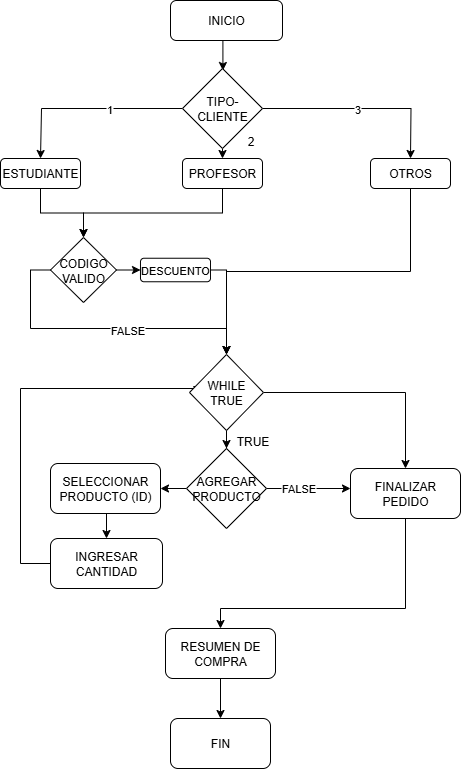 INICIO
TIPO-
CLIENTE
1
3
2
ESTUDIANTE
PROFESOR
OTROS
CODIGO
VALIDO
DESCUENTO
FALSE
WHILE
TRUE
TRUE
AGREGAR
PRODUCTO
FALSE
SELECCIONAR
PRODUCTO (ID)
FINALIZAR
PEDIDO
INGRESAR
CANTIDAD
RESUMEN DE
COMPRA
FIN